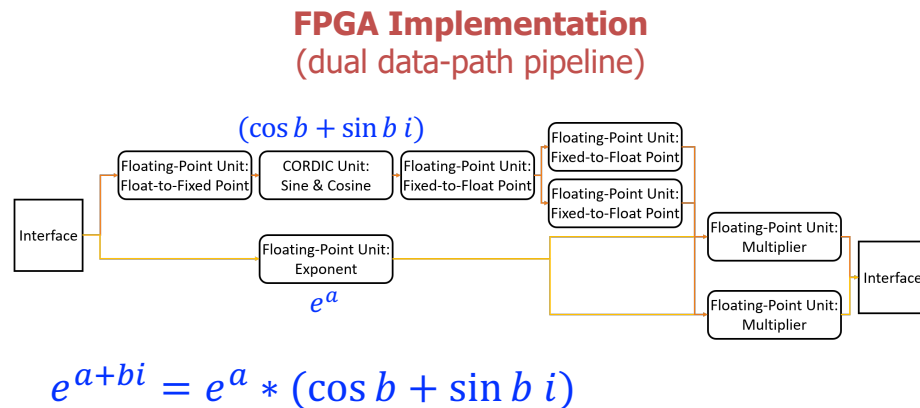 FPGA Implementation
(dual data-path pipeline)
(cos b + sin b i)
Floating-Point Unit:
Float-to-Fixed Point
CORDIC Unit:
Sine & Cosine
Floating-Point Unit:
Fixed-to-Float Point
Floating-Point Unit:
Fixed-to-Float Point
Floating-Point Unit:
Fixed-to-Float Point
Interface
Floating-Point Unit:
Exponent
e^a
Floating-Point Unit:
Multiplier
Floating-Point Unit:
Multiplier
Interface
e^{a+bi} = e^a * (cos b + sin b i)